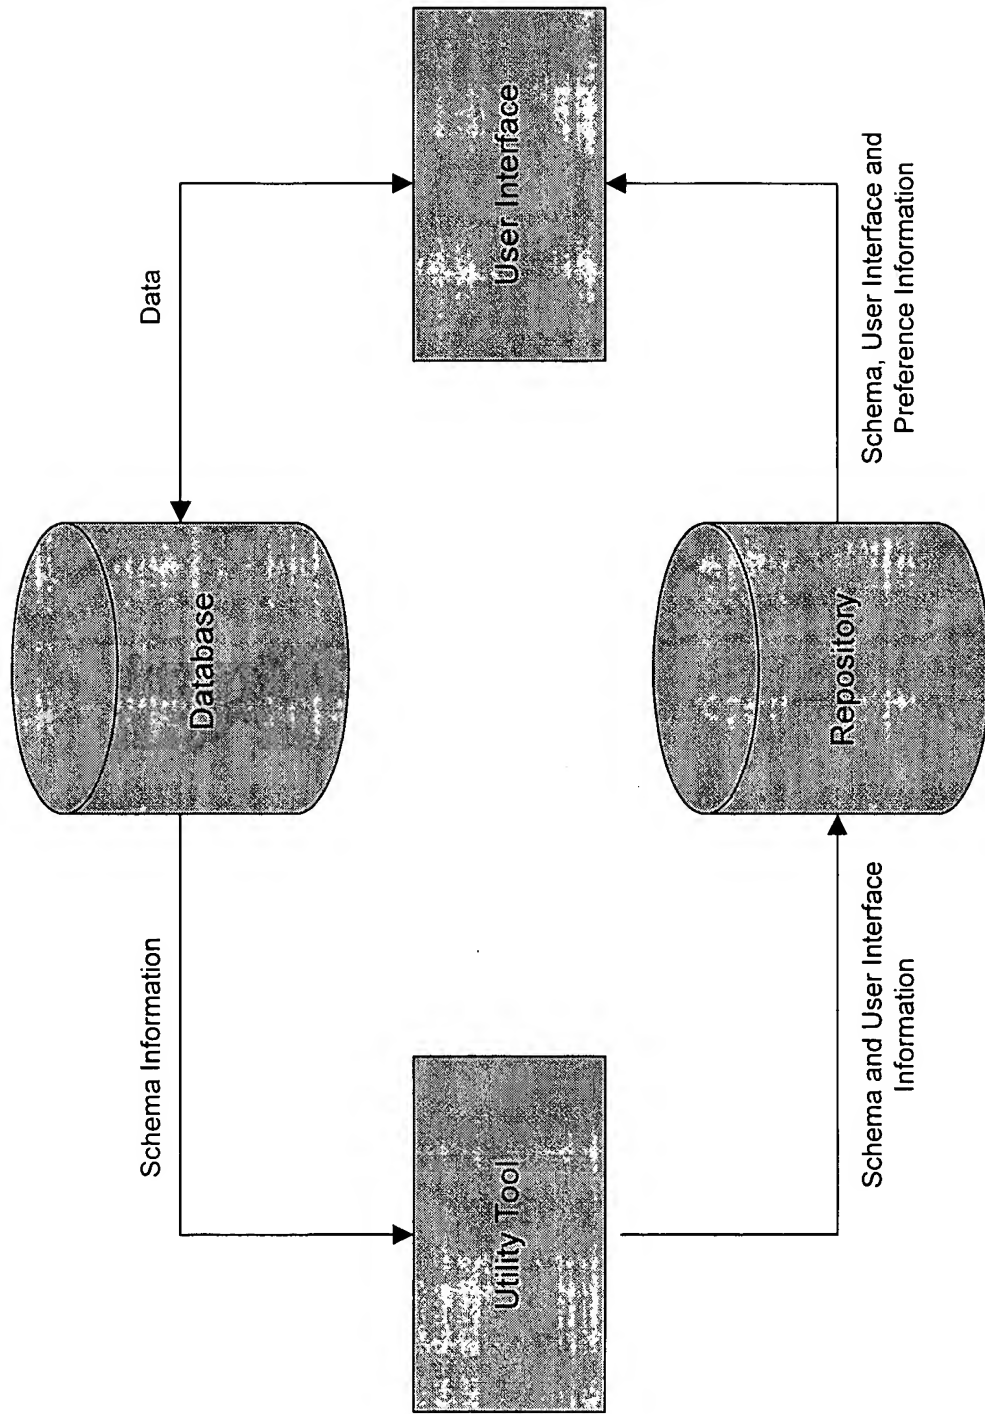 Schema Information
Data
Database
Utility Tool
User Interface
Repository
Schema and User Interface
Information
Schema, User Interface and
Preference Information